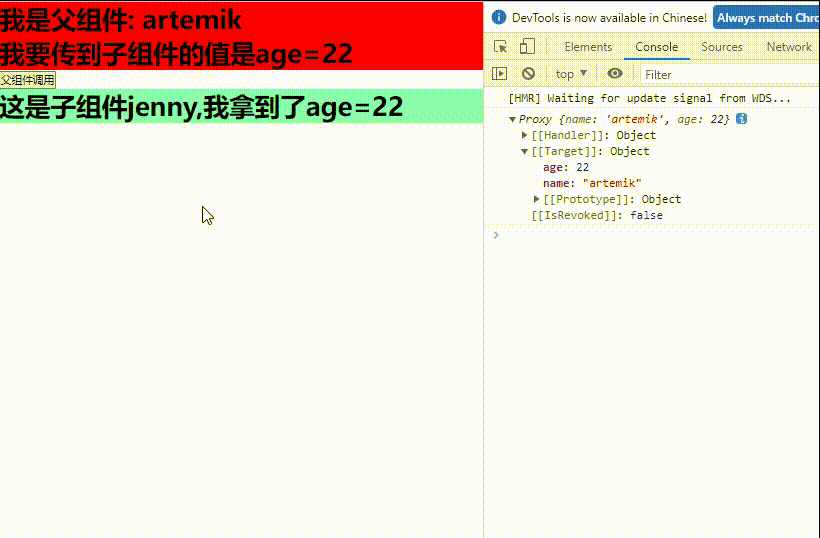 我是父组件: artemik
我要传到子组件的值是age=22
父组件调用
这是子组件jenny,我拿到了age=22
DevTools is now available in Chinese!
Always match Chro
Elements
Console
Sources
Network
top
Filter
[HMR] Waiting for update signal from WDS...
Proxy {name: 'artemik', age: 22}
[[Handler]]: Object
[[Target]]: Object
age: 22
name: "artemik"
[[Prototype]]: Object
[[IsRevoked]]: false